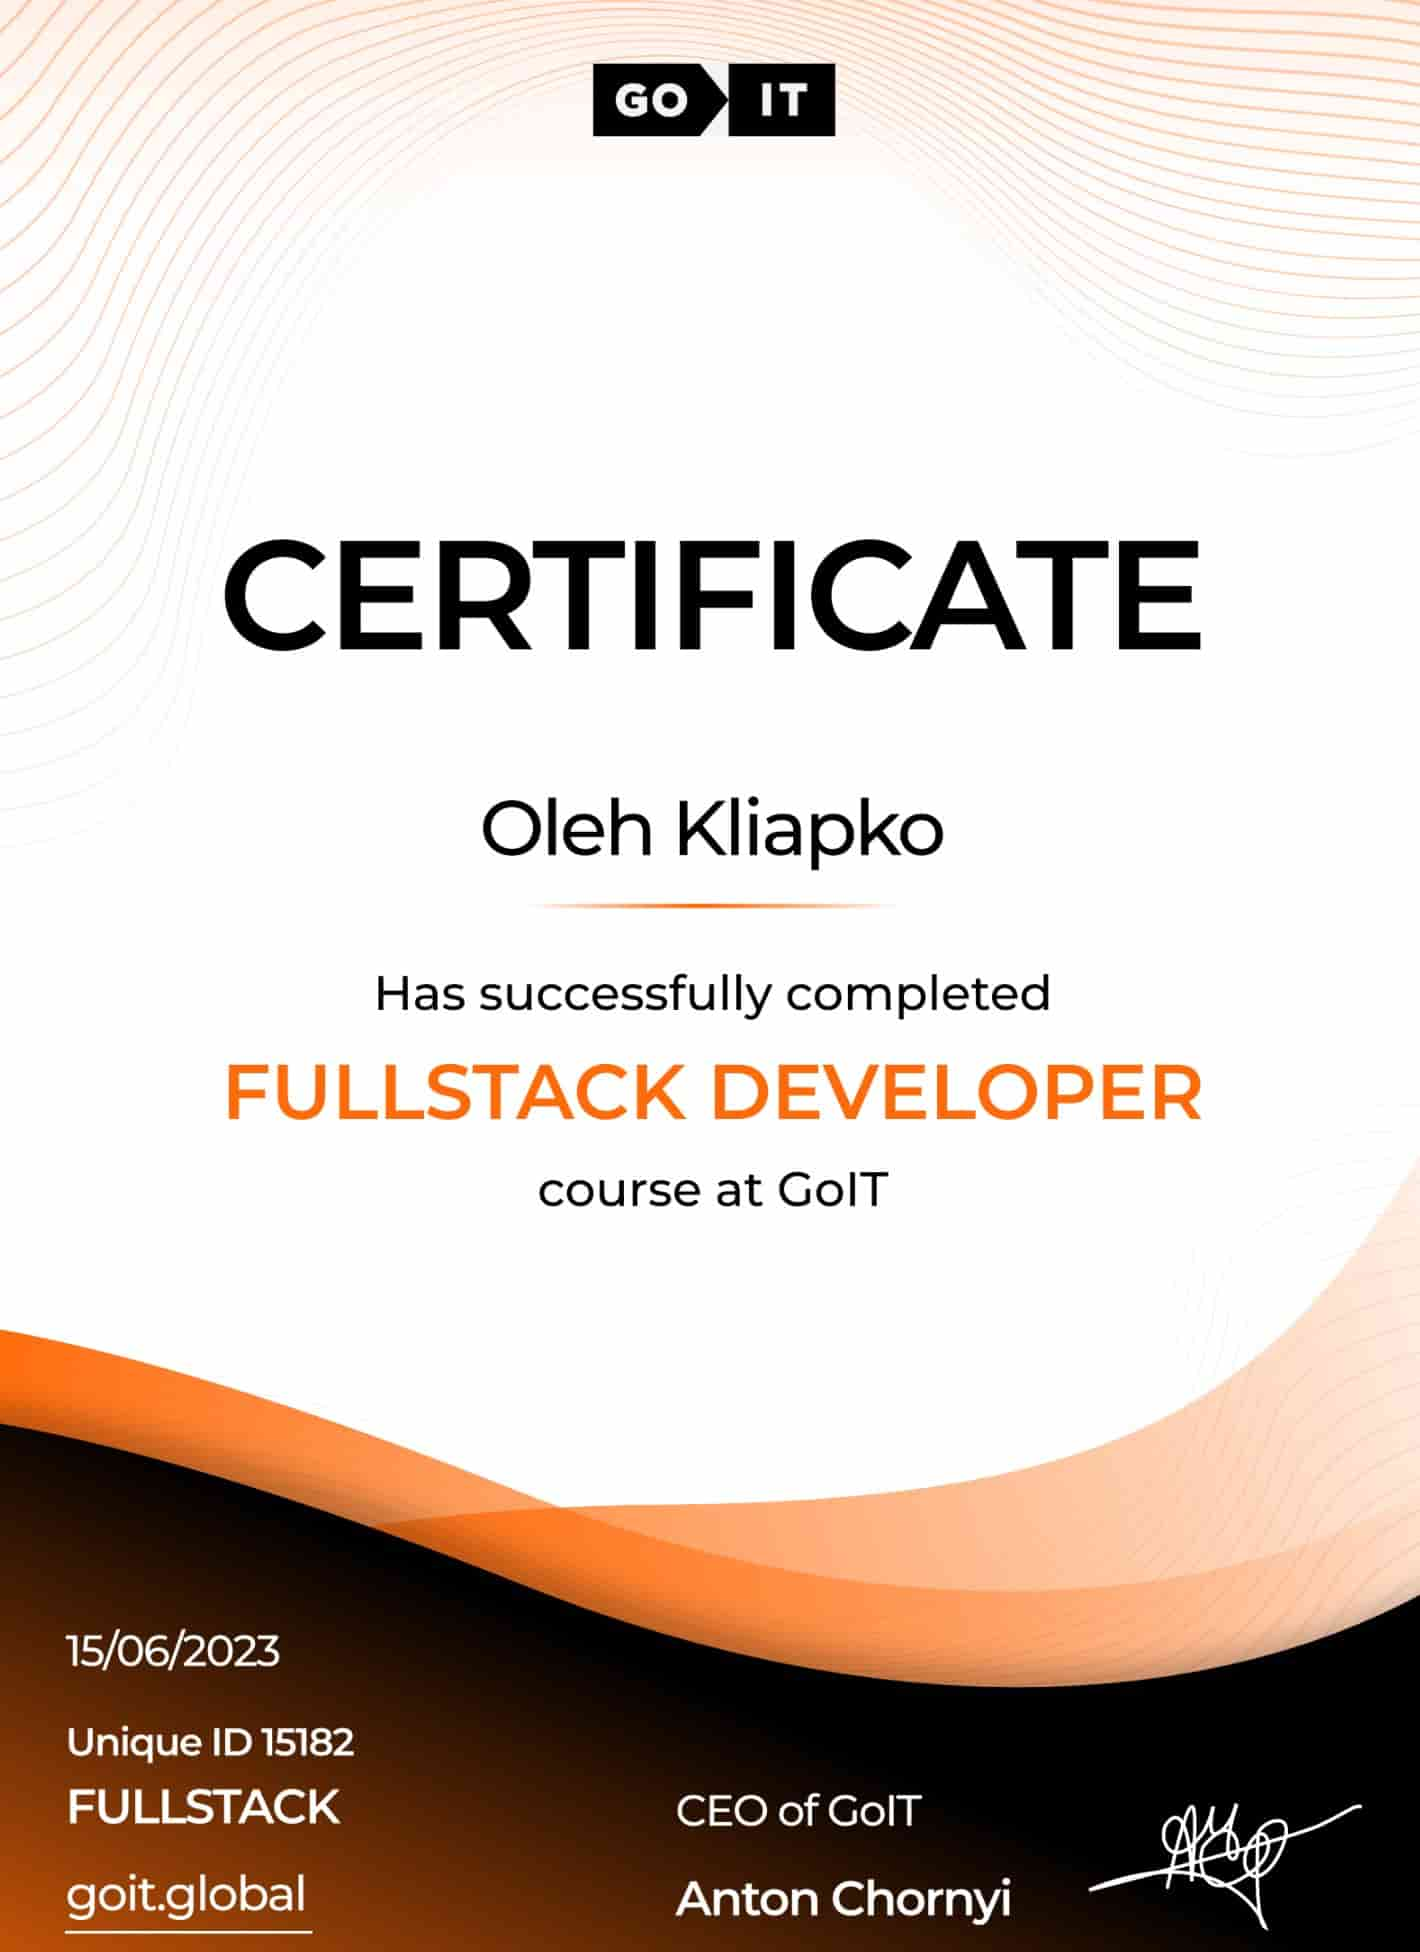 GO IT
CERTIFICATE
Oleh Kliapko
Has successfully completed
FULLSTACK DEVELOPER
course at GoIT
15/06/2023
Unique ID 15182
FULLSTACK
goit.global
CEO of GoIT
Anton Chornyi